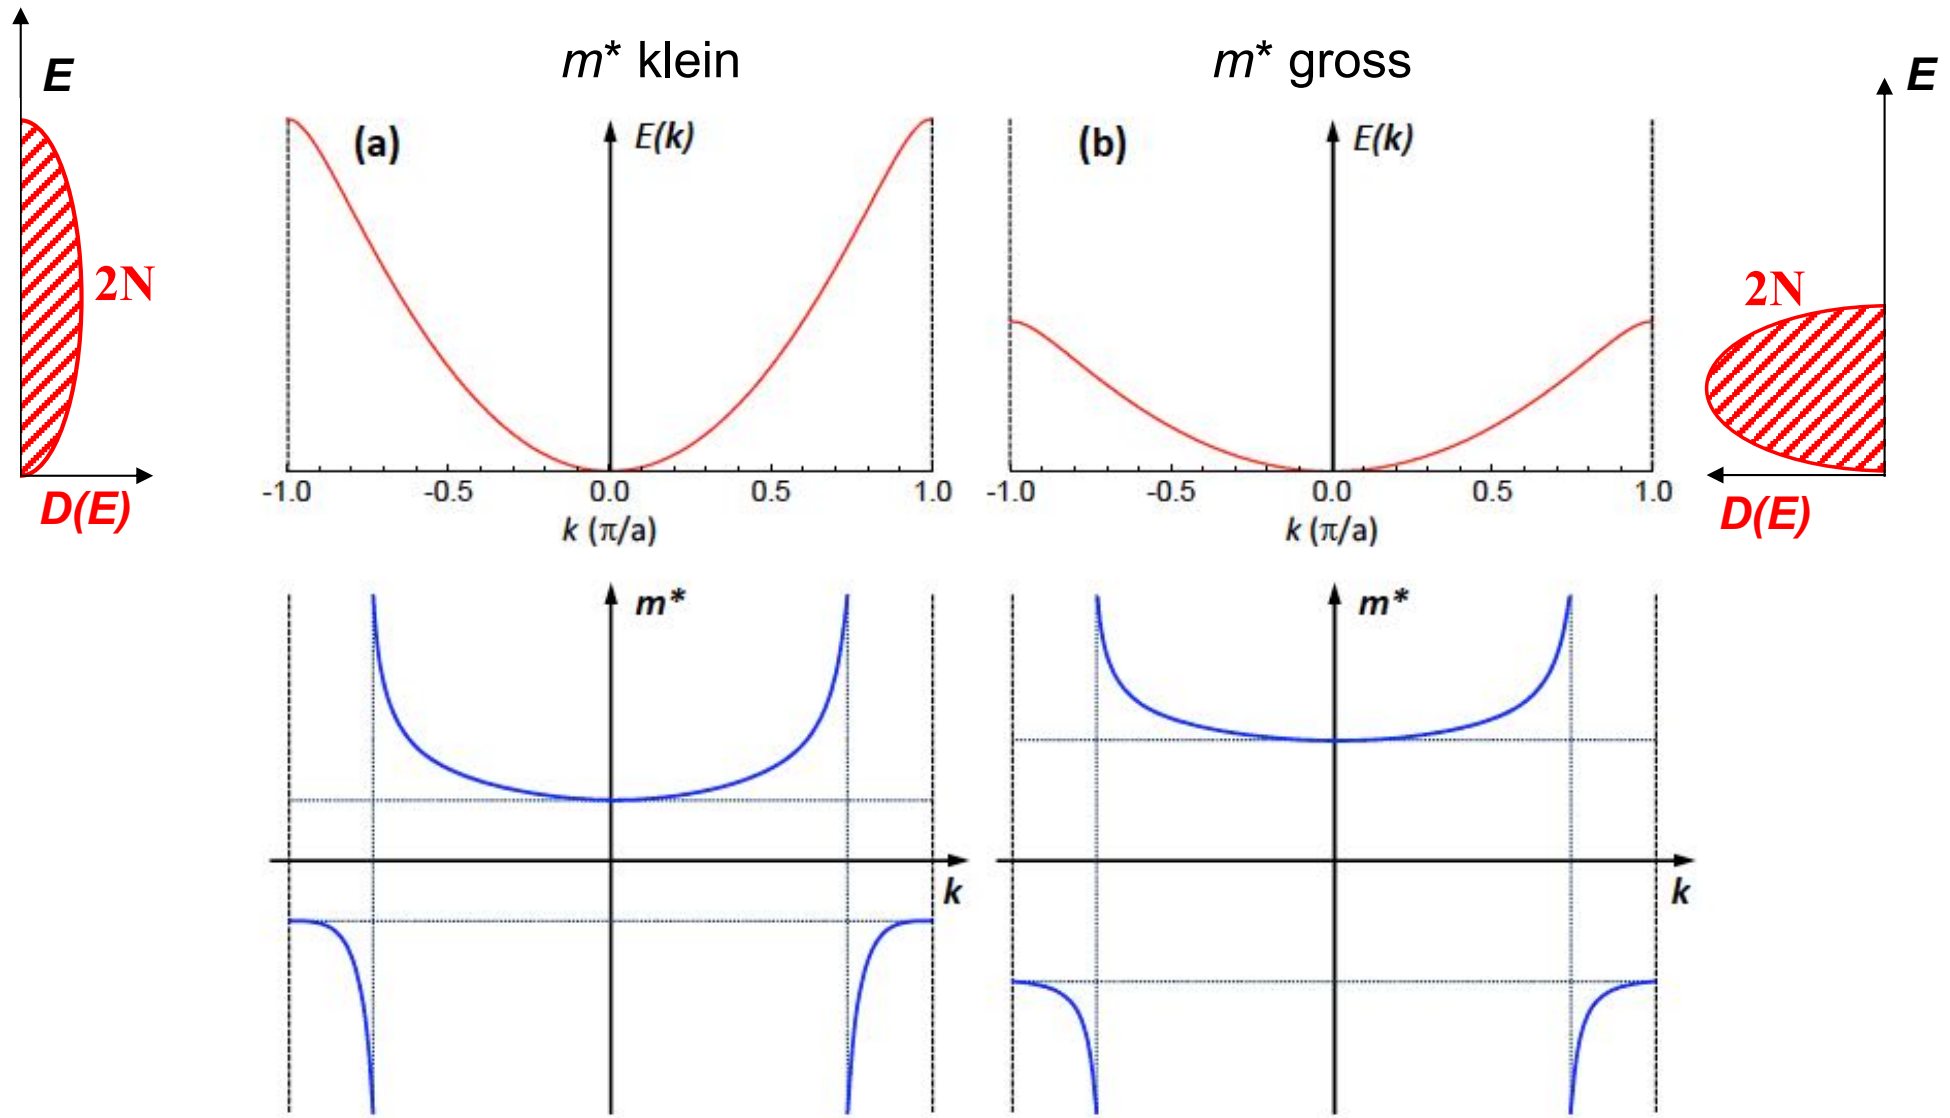 m* klein
m* gross
E
E
(a)
E(k)
(b)
E(k)
2N
2N
-1.0
-0.5
0.0
0.5
1.0
-1.0
-0.5
0.0
0.5
1.0
D(E)
k (π/a)
k (π/a)
D(E)
m*
m*
k
k